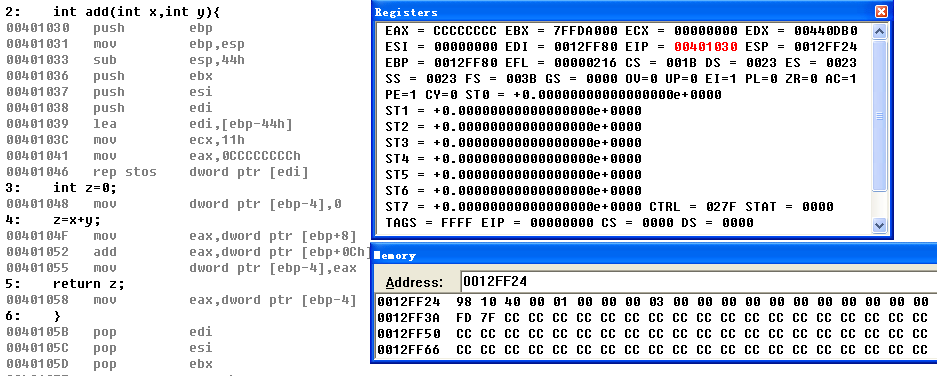 2:    int add(int x,int y){
00401030   push        ebp
00401031   mov         ebp,esp
00401033   sub         esp,44h
00401036   push        ebx
00401037   push        esi
00401038   push        edi
00401039   lea         edi,[ebp-44h]
0040103C   mov         ecx,11h
00401041   mov         eax,0CCCCCCCCh
00401046   rep stos    dword ptr [edi]
3:    int z=0;
00401048   mov         dword ptr [ebp-4],0
4:    z=x+y;
0040104F   mov         eax,dword ptr [ebp+8]
00401052   add         eax,dword ptr [ebp+0Ch]
00401055   mov         dword ptr [ebp-4],eax
5:    return z;
00401058   mov         eax,dword ptr [ebp-4]
6:    }
0040105B   pop         edi
0040105C   pop         esi
0040105D   pop         ebx
Registers
EAX = CCCCCCCC EBX = 7FFDA000 ECX = 00000000 EDX = 00440DB0
ESI = 00000000 EDI = 0012FF80 EIP = 00401030 ESP = 0012FF24
EBP = 0012FF80 EFL = 00000216 CS = 001B DS = 0023 ES = 0023
SS = 0023 FS = 003B GS = 0000 OV=0 UP=0 EI=1 PL=0 ZR=0 AC=1
PE=1 CY=0 ST0 = +0.00000000000000000e+0000
ST1 = +0.00000000000000000e+0000
ST2 = +0.00000000000000000e+0000
ST3 = +0.00000000000000000e+0000
ST4 = +0.00000000000000000e+0000
ST5 = +0.00000000000000000e+0000
ST6 = +0.00000000000000000e+0000
ST7 = +0.00000000000000000e+0000 CTRL = 027F STAT = 0000
TAGS = FFFF EIP = 00000000 CS = 0000 DS = 0000
Memory
Address: 0012FF24
0012FF24  98 10 40 00 01 00 00 00 03 00 00 00 00 00 00 00 00 00 00 00 00 00
0012FF3A  FD 7F CC CC CC CC CC CC CC CC CC CC CC CC CC CC CC CC CC CC CC CC
0012FF50  CC CC CC CC CC CC CC CC CC CC CC CC CC CC CC CC CC CC CC CC CC CC
0012FF66  CC CC CC CC CC CC CC CC CC CC CC CC CC CC CC CC CC CC CC CC CC CC